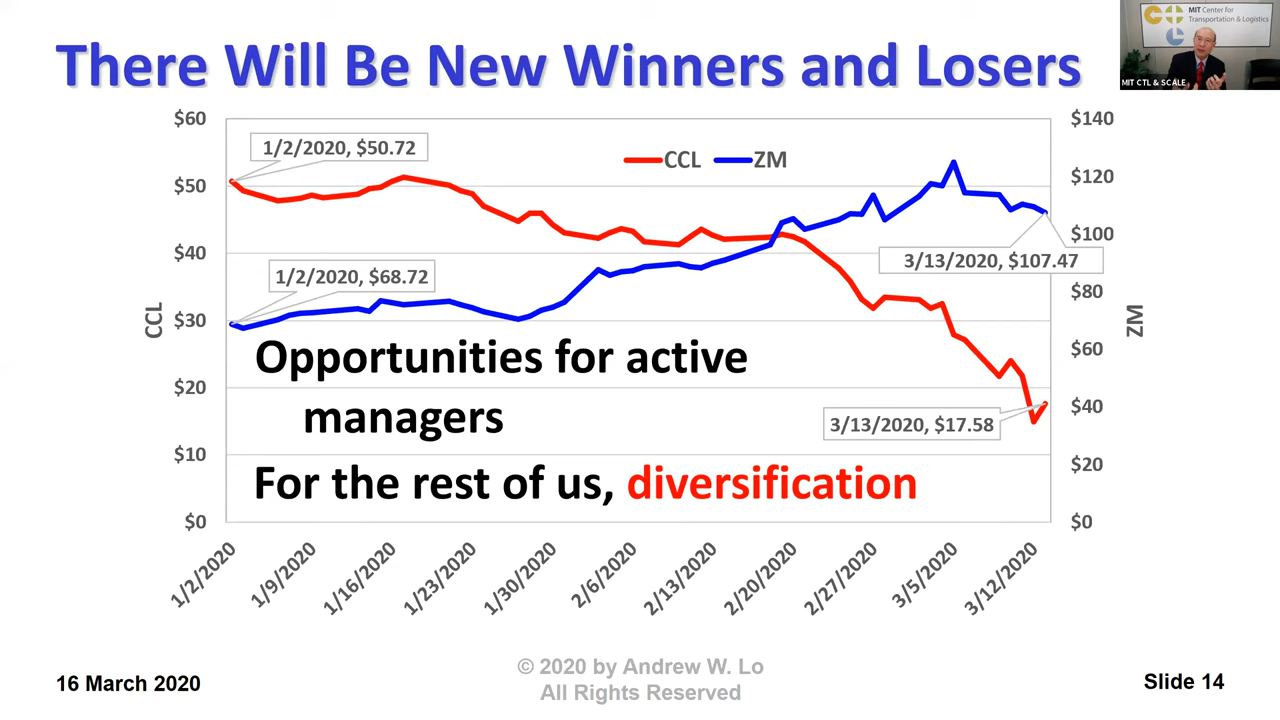 There Will Be New Winners and Losers
MIT Center for
Transportation & Logistics
MIT CTL & SCALE
$60
$50
$40
$30
$20
$10
$0
CCL
$140
$120
$100
$80
$60
$40
$20
$0
ZM
CCL ZM
1/2/2020, $50.72
1/2/2020, $68.72
3/13/2020, $107.47
3/13/2020, $17.58
Opportunities for active
managers
For the rest of us, diversification
1/2/2020
1/9/2020
1/16/2020
1/23/2020
1/30/2020
2/6/2020
2/13/2020
2/20/2020
2/27/2020
3/5/2020
3/12/2020
16 March 2020
© 2020 by Andrew W. Lo
All Rights Reserved
Slide 14